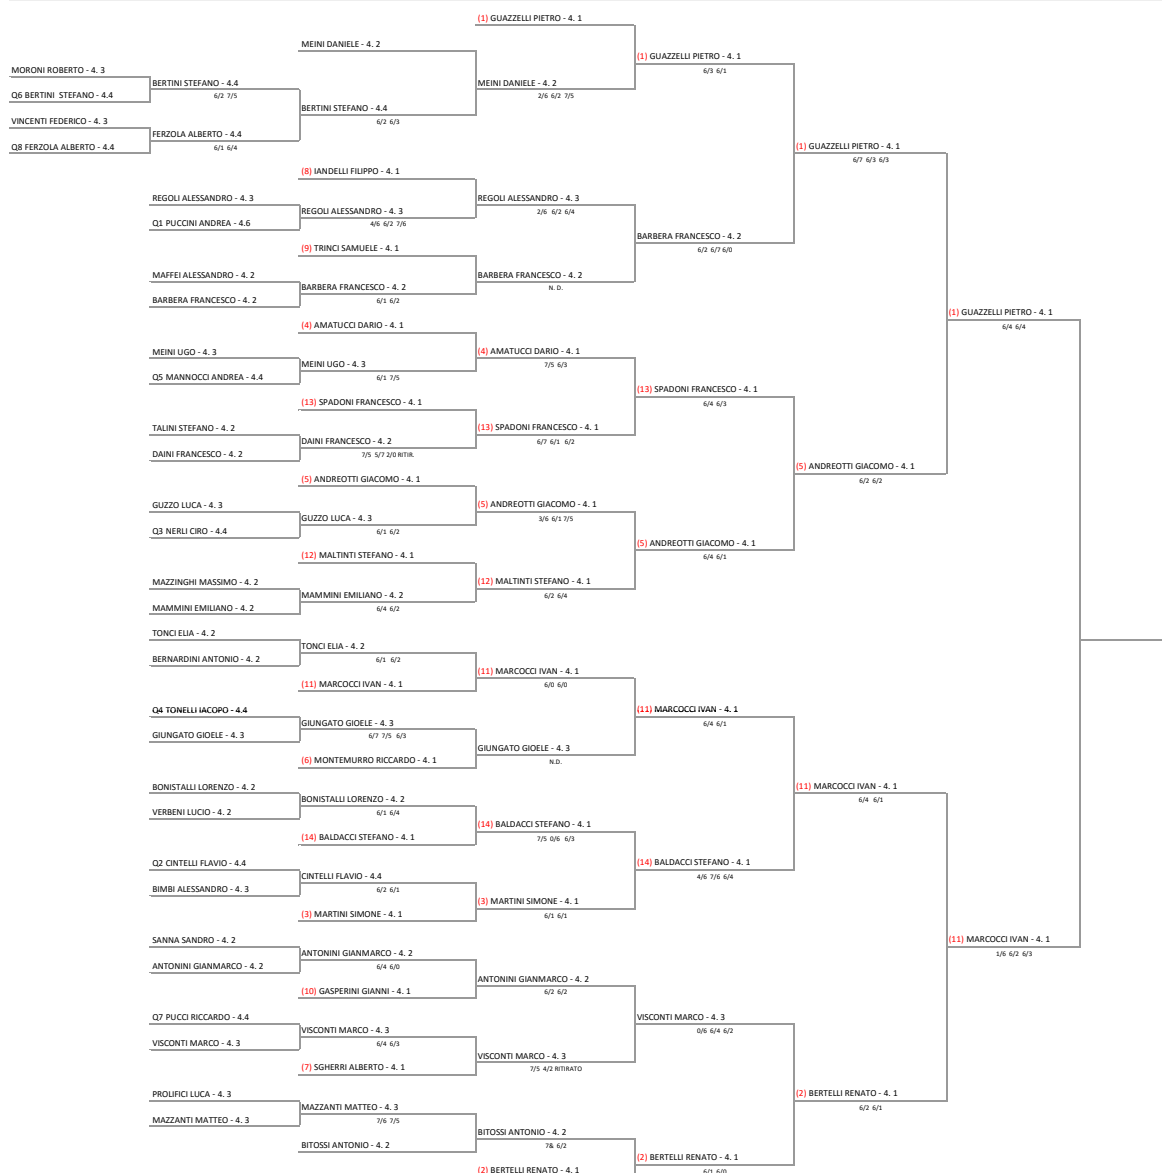 (1) GUAZZELLI PIETRO - 4. 1
MEINI DANIELE - 4. 2
(1) GUAZZELLI PIETRO - 4. 1
6/3 6/1
MORONI ROBERTO - 4. 3
BERTINI STEFANO - 4.4
6/2 7/5
MEINI DANIELE - 4. 2
2/6 6/2 7/5
Q6 BERTINI STEFANO - 4.4
BERTINI STEFANO - 4.4
6/2 6/3
VINCENTI FEDERICO - 4. 3
FERZOLA ALBERTO - 4.4
6/1 6/4
Q8 FERZOLA ALBERTO - 4.4
(1) GUAZZELLI PIETRO - 4. 1
6/7 6/3 6/3
(8) IANDELLI FILIPPO - 4. 1
REGOLI ALESSANDRO - 4. 3
REGOLI ALESSANDRO - 4. 3
2/6 6/2 6/4
REGOLI ALESSANDRO - 4. 3
4/6 6/2 7/6
Q1 PUCCINI ANDREA - 4.6
BARBERA FRANCESCO - 4. 2
6/2 6/7 6/0
(9) TRINCI SAMUELE - 4. 1
MAFFEI ALESSANDRO - 4. 2
BARBERA FRANCESCO - 4. 2
N. D.
BARBERA FRANCESCO - 4. 2
6/1 6/2
BARBERA FRANCESCO - 4. 2
(1) GUAZZELLI PIETRO - 4. 1
6/4 6/4
(4) AMATUCCI DARIO - 4. 1
MEINI UGO - 4. 3
(4) AMATUCCI DARIO - 4. 1
7/5 6/3
MEINI UGO - 4. 3
6/1 7/5
Q5 MANNOCCI ANDREA - 4.4
(13) SPADONI FRANCESCO - 4. 1
6/4 6/3
(13) SPADONI FRANCESCO - 4. 1
TALINI STEFANO - 4. 2
(13) SPADONI FRANCESCO - 4. 1
6/7 6/1 6/2
DAINI FRANCESCO - 4. 2
7/5 5/7 2/0 RITIR.
DAINI FRANCESCO - 4. 2
(5) ANDREOTTI GIACOMO - 4. 1
6/2 6/2
(5) ANDREOTTI GIACOMO - 4. 1
GUZZO LUCA - 4. 3
(5) ANDREOTTI GIACOMO - 4. 1
3/6 6/1 7/5
GUZZO LUCA - 4. 3
6/1 6/2
Q3 NERLI CIRO - 4.4
(5) ANDREOTTI GIACOMO - 4. 1
6/4 6/1
(12) MALTINTI STEFANO - 4. 1
MAZZINGHI MASSIMO - 4. 2
(12) MALTINTI STEFANO - 4. 1
6/2 6/4
MAMMINI EMILIANO - 4. 2
6/4 6/2
MAMMINI EMILIANO - 4. 2
TONCI ELIA - 4. 2
TONCI ELIA - 4. 2
6/1 6/2
BERNARDINI ANTONIO - 4. 2
(11) MARCOCCI IVAN - 4. 1
6/0 6/0
(11) MARCOCCI IVAN - 4. 1
Q4 TONELLI IACOPO - 4.4
(11) MARCOCCI IVAN - 4. 1
6/4 6/1
GIUNGATO GIOELE - 4. 3
6/7 7/5 6/3
GIUNGATO GIOELE - 4. 3
GIUNGATO GIOELE - 4. 3
N.D.
(6) MONTEMURRO RICCARDO - 4. 1
BONISTALLI LORENZO - 4. 2
(11) MARCOCCI IVAN - 4. 1
6/4 6/1
BONISTALLI LORENZO - 4. 2
6/1 6/4
VERBENI LUCIO - 4. 2
(14) BALDACCI STEFANO - 4. 1
7/5 0/6 6/3
(14) BALDACCI STEFANO - 4. 1
Q2 CINTELLI FLAVIO - 4.4
(14) BALDACCI STEFANO - 4. 1
4/6 7/6 6/4
CINTELLI FLAVIO - 4.4
6/2 6/1
BIMBI ALESSANDRO - 4. 3
(3) MARTINI SIMONE - 4. 1
6/1 6/1
(3) MARTINI SIMONE - 4. 1
SANNA SANDRO - 4. 2
(11) MARCOCCI IVAN - 4. 1
1/6 6/2 6/3
ANTONINI GIANMARCO - 4. 2
6/4 6/0
ANTONINI GIANMARCO - 4. 2
ANTONINI GIANMARCO - 4. 2
6/2 6/2
(10) GASPERINI GIANNI - 4. 1
Q7 PUCCI RICCARDO - 4.4
VISCONTI MARCO - 4. 3
0/6 6/4 6/2
VISCONTI MARCO - 4. 3
6/4 6/3
VISCONTI MARCO - 4. 3
VISCONTI MARCO - 4. 3
7/5 4/2 RITIRATO
(7) SGHERRI ALBERTO - 4. 1
PROLIFICI LUCA - 4. 3
(2) BERTELLI RENATO - 4. 1
6/2 6/1
MAZZANTI MATTEO - 4. 3
7/6 7/5
MAZZANTI MATTEO - 4. 3
BITOSSI ANTONIO - 4. 2
7& 6/2
BITOSSI ANTONIO - 4. 2
(2) BERTELLI RENATO - 4. 1
6/1 6/0
(2) BERTELLI RENATO - 4. 1